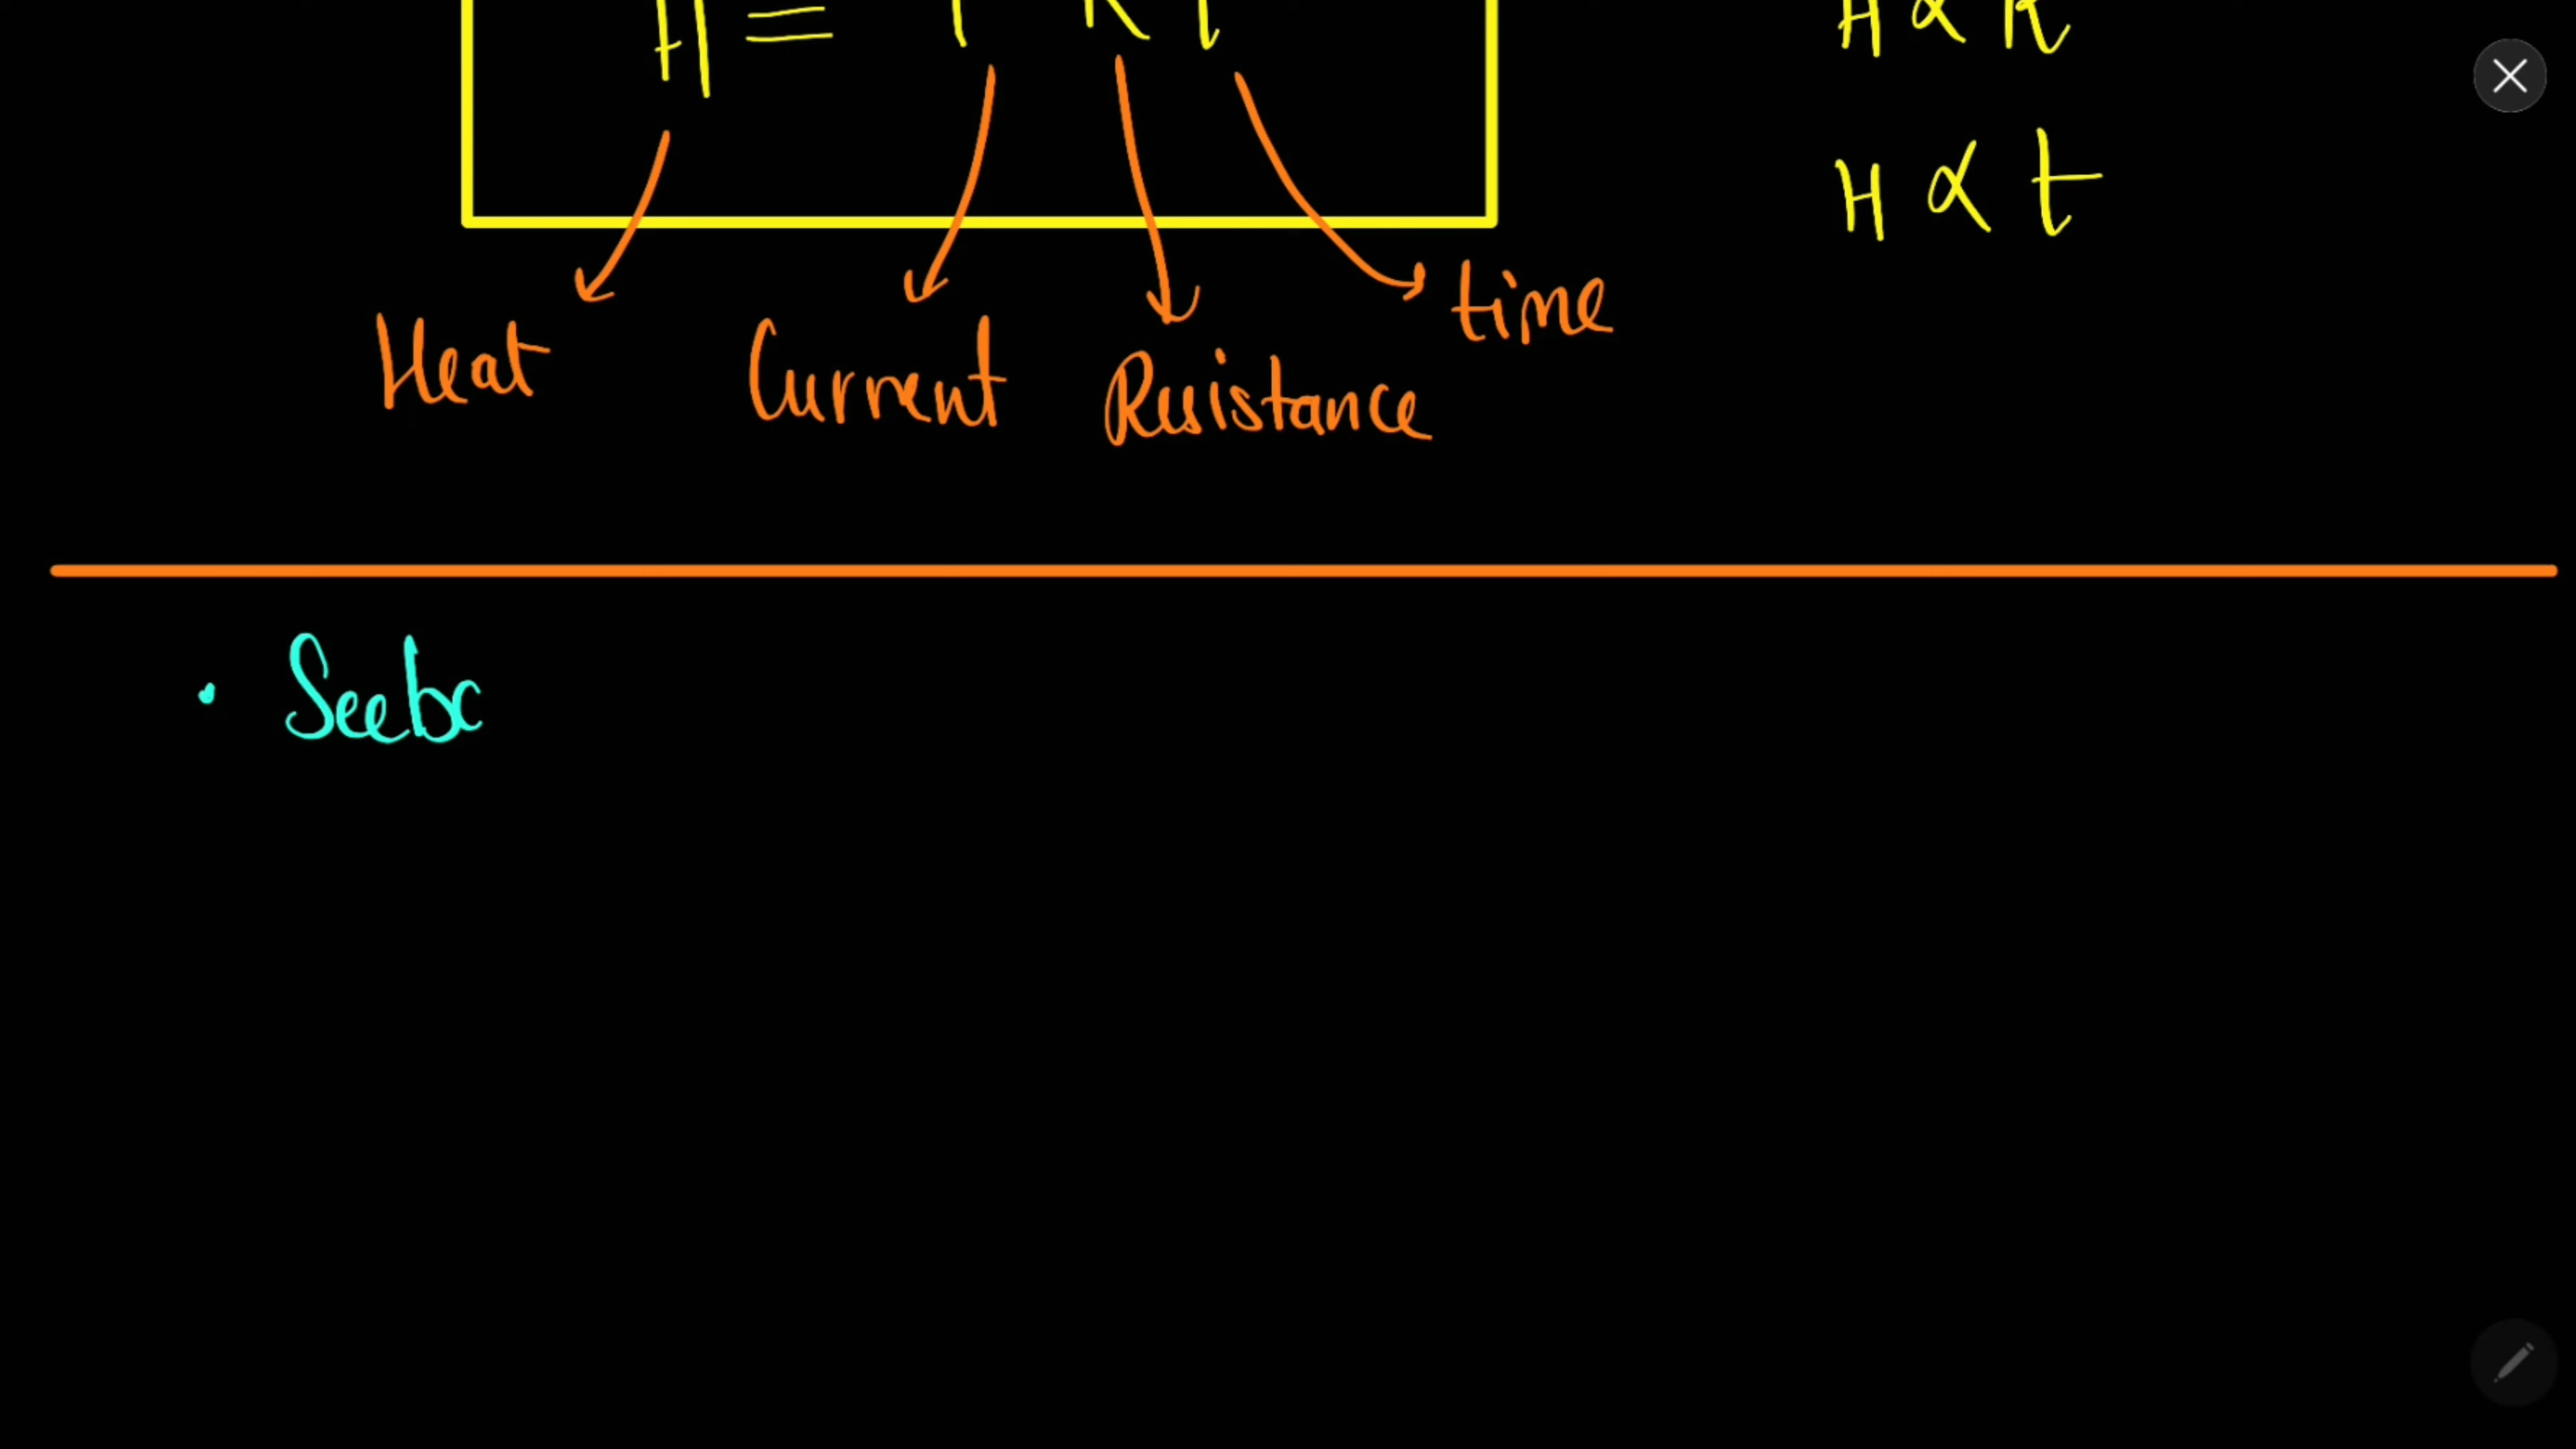 H = I R t
H ∝ R
H ∝ t
Heat Current Resistance time
• Seebc